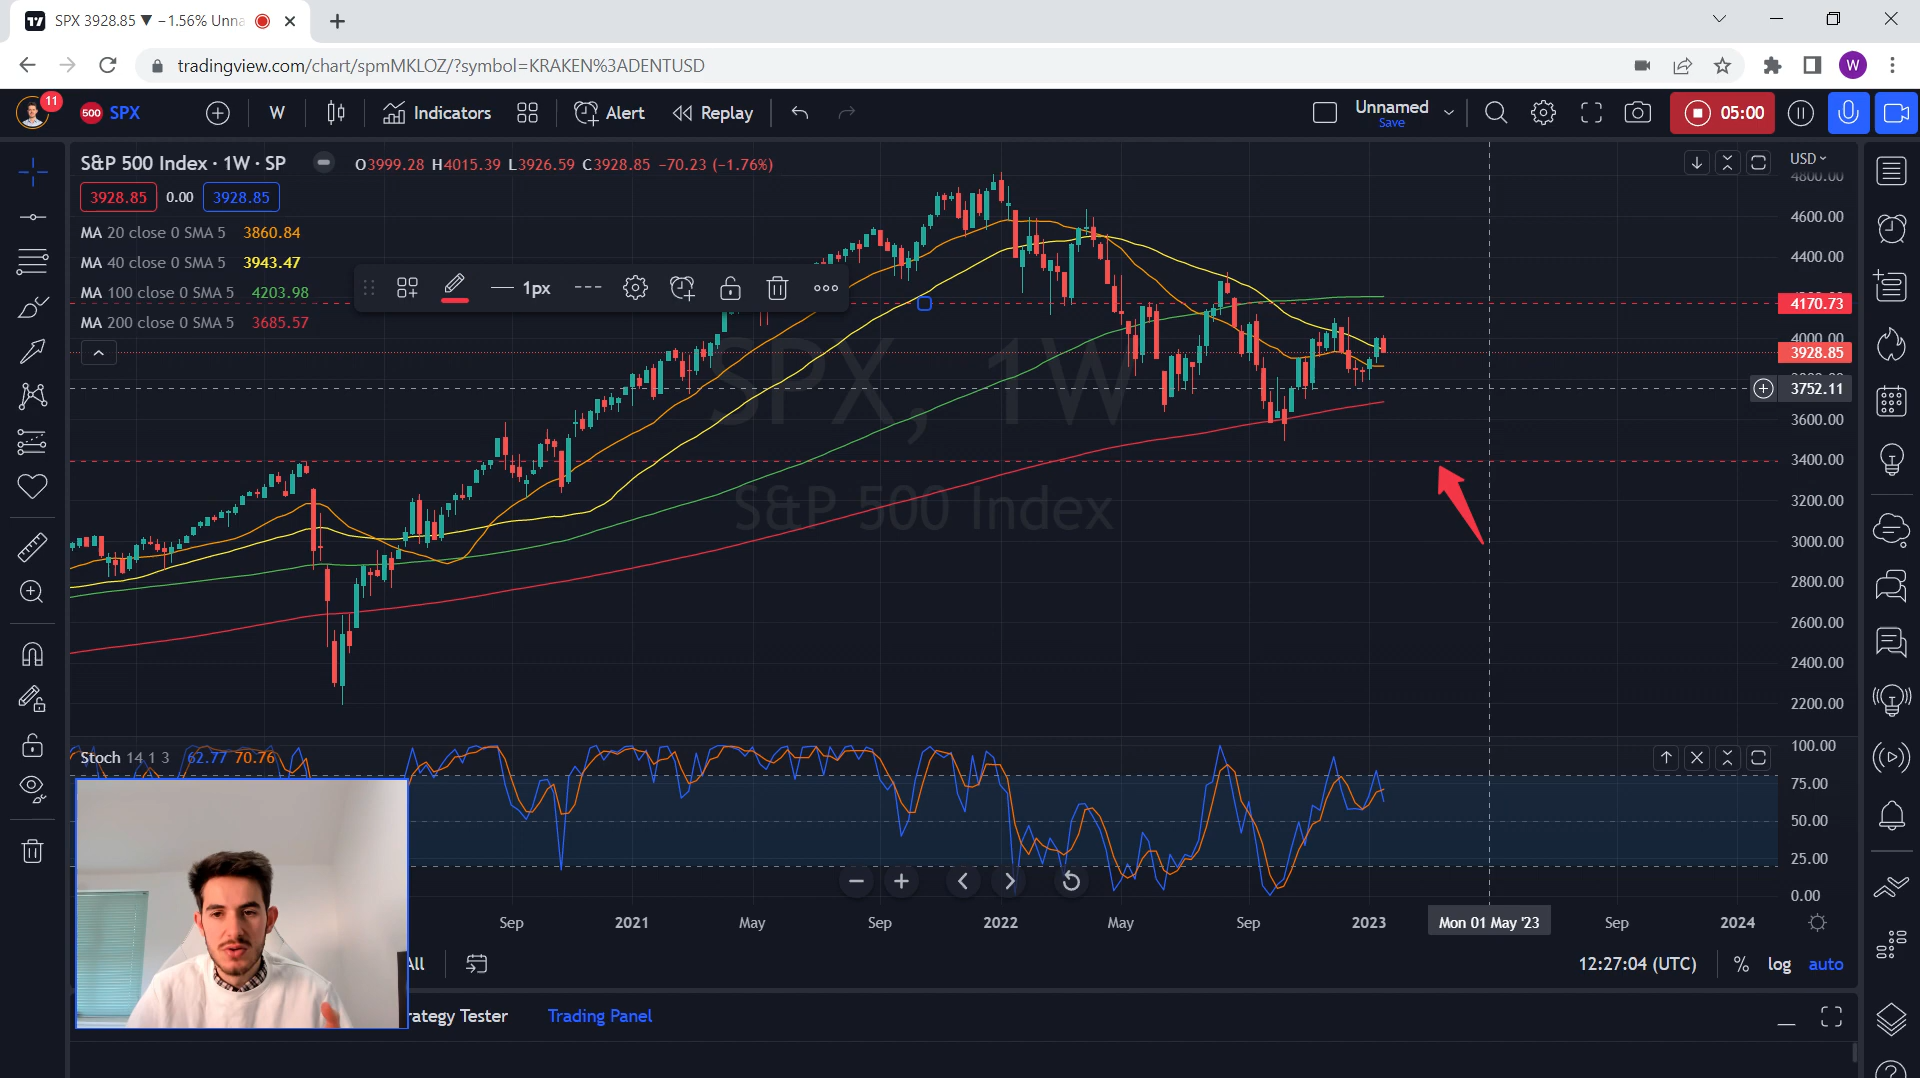 SPX 3928.85 ▼ −1.56% Unna
tradingview.com/chart/spmMKLOZ/?symbol=KRAKEN%3ADENTUSD
W
11
500 SPX
W
Indicators
Alert
Replay
Unnamed
Save
05:00
S&P 500 Index · 1W · SP
O3999.28 H4015.39 L3926.59 C3928.85 −70.23 (−1.76%)
USD
3928.85 0.00 3928.85
MA 20 close 0 SMA 5 3860.84
MA 40 close 0 SMA 5 3943.47
MA 100 close 0 SMA 5 4203.98
MA 200 close 0 SMA 5 3685.57
1px
SPX, 1W
S&P 500 Index
4800.00
4600.00
4400.00
4170.73
4000.00
3928.85
3752.11
3600.00
3400.00
3200.00
3000.00
2800.00
2600.00
2400.00
2200.00
Stoch 14 1 3 62.77 70.76
100.00
75.00
50.00
25.00
0.00
Sep 2021 May Sep 2022 May Sep 2023 Mon 01 May '23 Sep 2024
All
12:27:04 (UTC) % log auto
rategy Tester Trading Panel